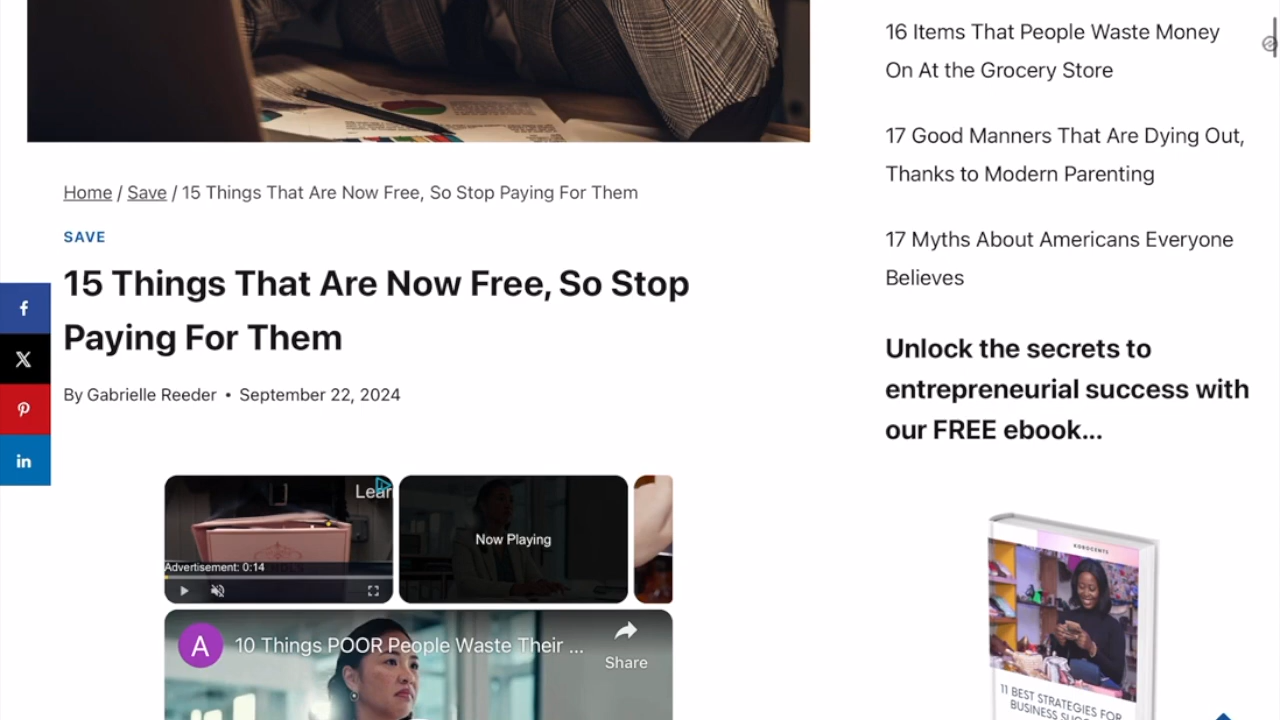 Home / Save / 15 Things That Are Now Free, So Stop Paying For Them
SAVE
15 Things That Are Now Free, So Stop
Paying For Them
By Gabrielle Reeder • September 22, 2024
f
X
in
Lear
Advertisement: 0:14
Now Playing
A
10 Things POOR People Waste Their ...
Share
16 Items That People Waste Money
On At the Grocery Store
17 Good Manners That Are Dying Out,
Thanks to Modern Parenting
17 Myths About Americans Everyone
Believes
Unlock the secrets to
entrepreneurial success with
our FREE ebook...
11 BEST STRATEGIES FOR